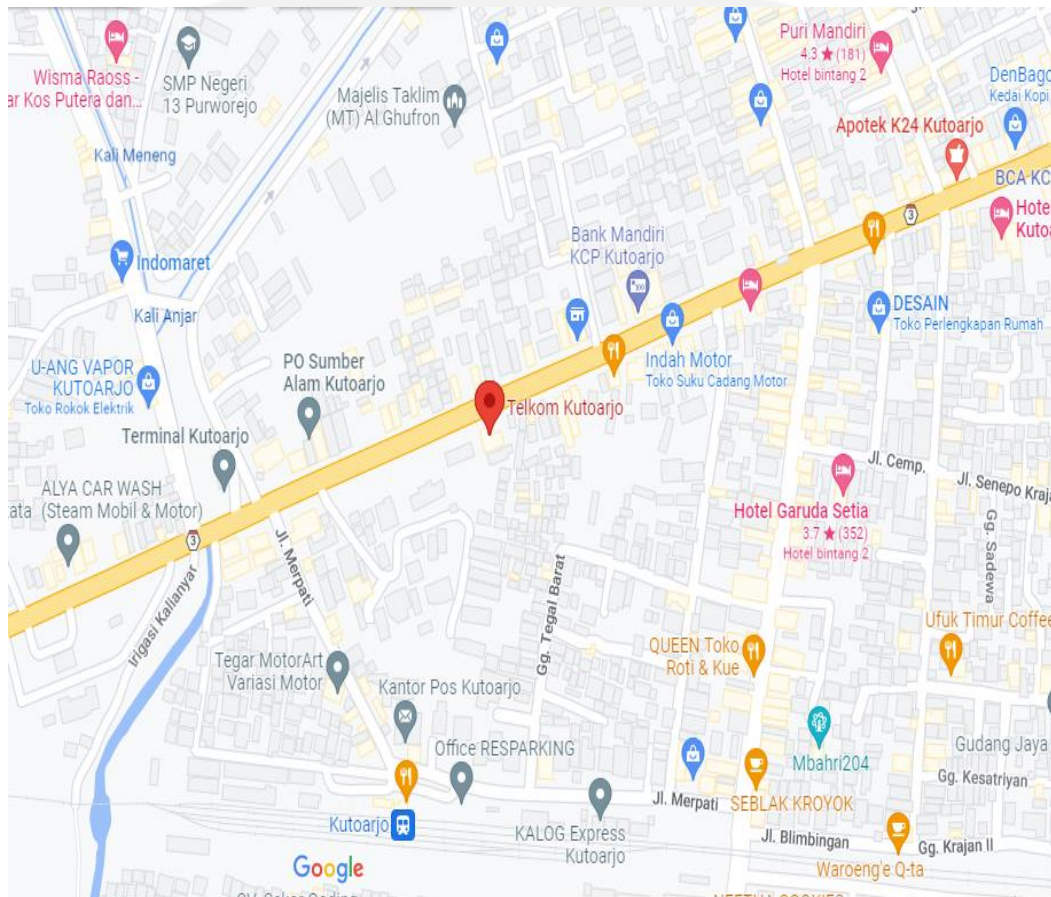 Puri Mandiri
4.3 ★ (181)
Hotel bintang 2
Wisma Raoss -
ar Kos Putera dan...
SMP Negeri
13 Purworejo
Majelis Taklim
(MT) Al Ghufron
DenBago
Kedai Kopi
Apotek K24 Kutoarjo
Kali Meneng
BCA KC
3
Hote
Kutoa
Bank Mandiri
KCP Kutoarjo
Indomaret
Kali Anjar
DESAIN
Toko Perlengkapan Rumah
U-ANG VAPOR
KUTOARJO
Toko Rokok Elektrik
PO Sumber
Alam Kutoarjo
Indah Motor
Toko Suku Cadang Motor
Telkom Kutoarjo
Terminal Kutoarjo
Jl. Cemp.
Jl. Senepo Kraja
ALYA CAR WASH
ata (Steam Mobil & Motor)
Hotel Garuda Setia
3.7 ★ (352)
Hotel bintang 2
3
Jl. Merpati
Gg. Sadewa
Irigasi Kalianyar
Gg. Tegal Barat
Ufuk Timur Coffee
QUEEN Toko
Roti & Kue
Tegar MotorArt
Variasi Motor
Kantor Pos Kutoarjo
Office RESPARKING
Mbahri204
Gudang Jaya
Gg. Kesatriyan
Jl. Merpati
SEBLAK KROYOK
Kutoarjo
KALOG Express
Kutoarjo
Jl. Blimbingan
Gg. Krajan II
Google
Waroeng'e Q-ta